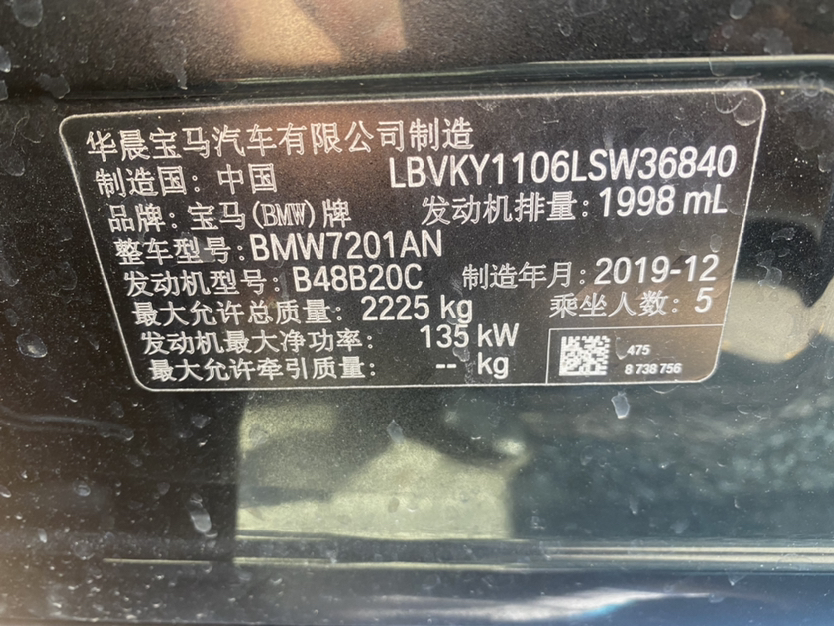 华晨宝马汽车有限公司制造
制造国：中国 LBVKY1106LSW36840
品牌：宝马(BMW)牌 发动机排量：1998 mL
整车型号：BMW7201AN
发动机型号：B48B20C 制造年月：2019-12
最大允许总质量：2225 kg 乘坐人数：5
发动机最大净功率：135 kW
最大允许牵引质量：-- kg
475
8 738 756